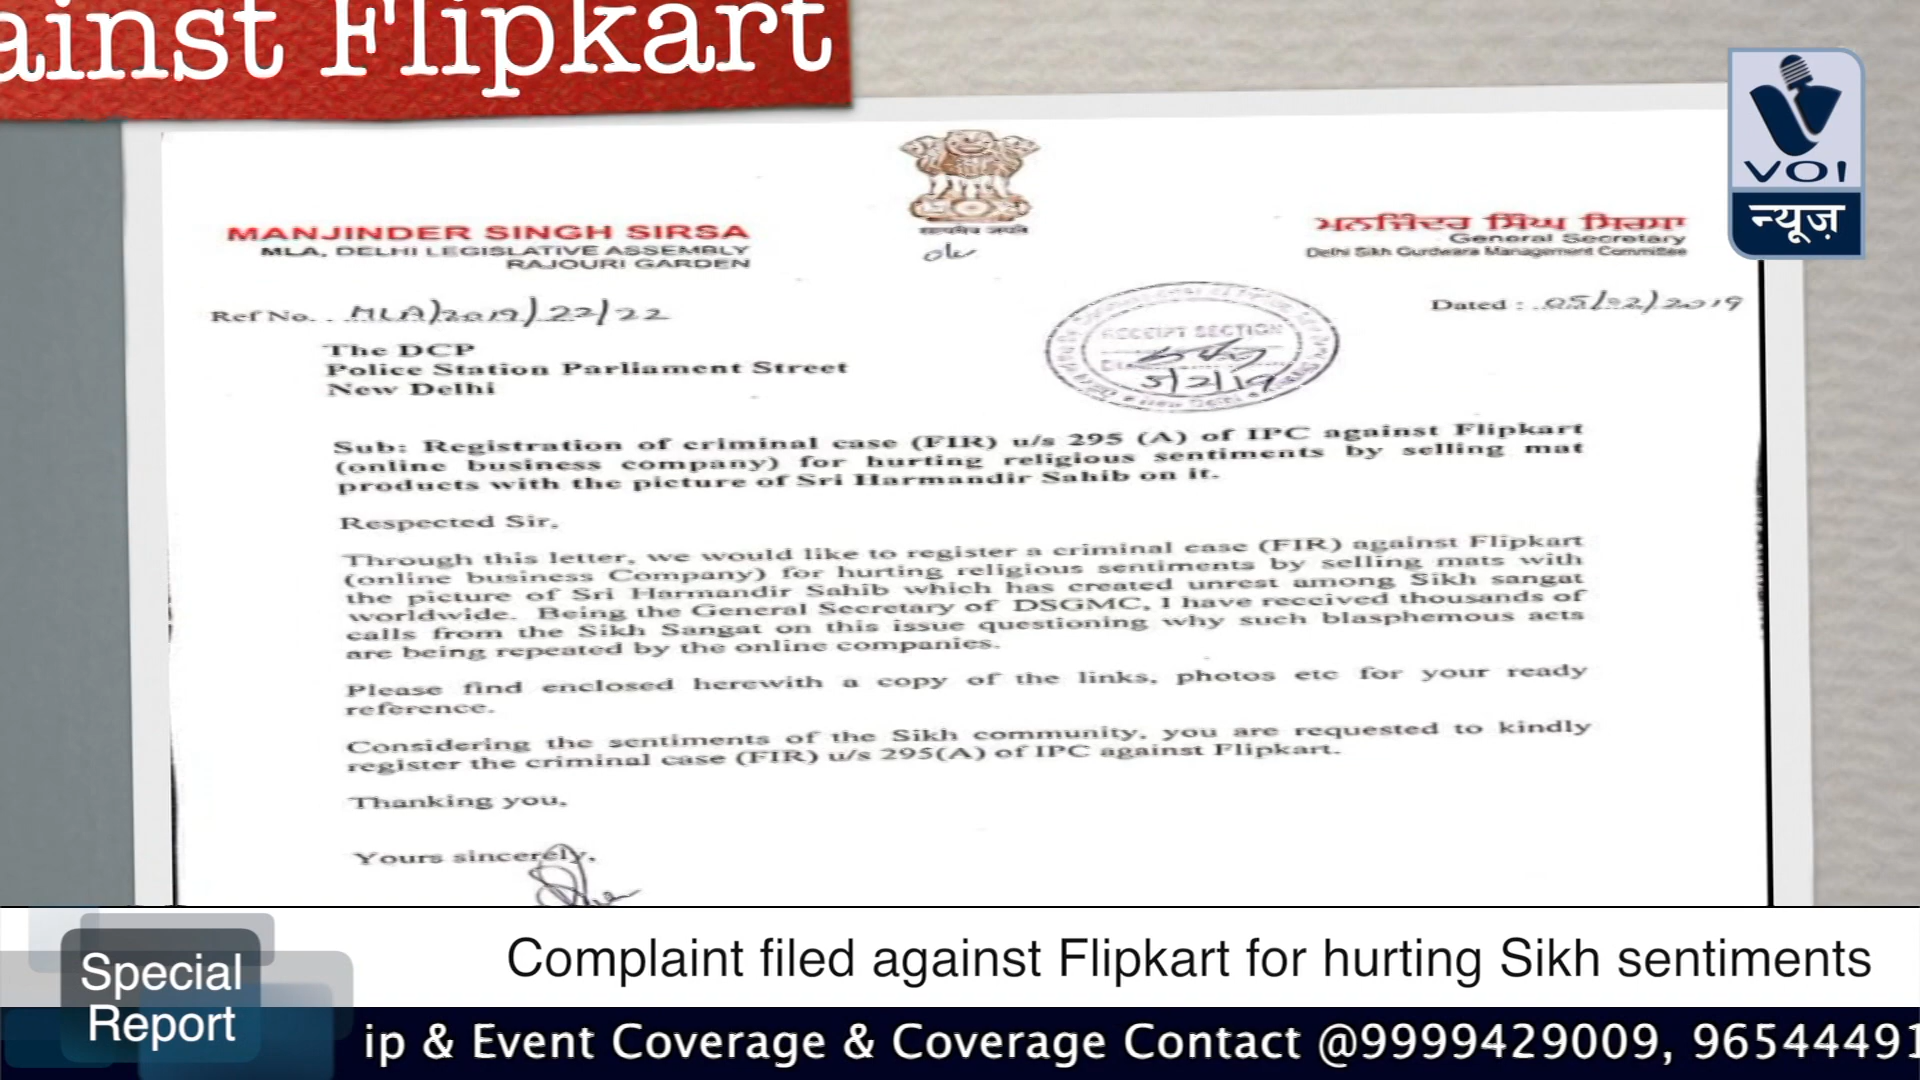 ainst Flipkart
VOI
न्यूज़
सत्यमेव जयते
MANJINDER SINGH SIRSA
MLA, DELHI LEGISLATIVE ASSEMBLY
RAJOURI GARDEN
ਮਨਜਿੰਦਰ ਸਿੰਘ ਸਿਰਸਾ
General Secretary
Delhi Sikh Gurdwara Management Committee
Ref No. . MLA/2019/22/22
Dated : 05/02/2019
RECEIPT SECTION
5/2/19
New Delhi
The DCP
Police Station Parliament Street
New Delhi
Sub: Registration of criminal case (FIR) u/s 295 (A) of IPC against Flipkart
(online business company) for hurting religious sentiments by selling mat
products with the picture of Sri Harmandir Sahib on it.
Respected Sir,
Through this letter, we would like to register a criminal case (FIR) against Flipkart
(online business Company) for hurting religious sentiments by selling mats with
the picture of Sri Harmandir Sahib which has created unrest among Sikh sangat
worldwide. Being the General Secretary of DSGMC, I have received thousands of
calls from the Sikh Sangat on this issue questioning why such blasphemous acts
are being repeated by the online companies.
Please find enclosed herewith a copy of the links, photos etc for your ready
reference.
Considering the sentiments of the Sikh community, you are requested to kindly
register the criminal case (FIR) u/s 295(A) of IPC against Flipkart.
Thanking you,
Yours sincerely,
Special
Report
Complaint filed against Flipkart for hurting Sikh sentiments
ip & Event Coverage & Coverage Contact @9999429009, 96544491